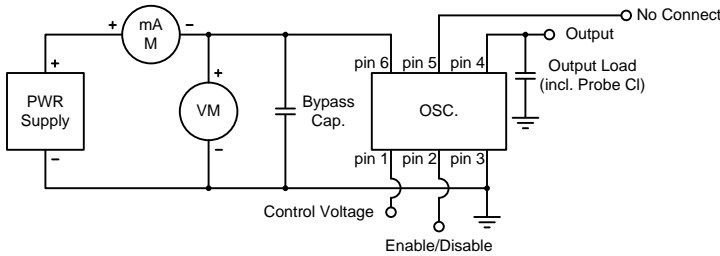 No Connect
+
mA
M
–
Output
pin 6
pin 5
pin 4
+
PWR
Supply
–
+
VM
–
Bypass
Cap.
OSC.
Output Load
(incl. Probe Cl)
pin 1
pin 2
pin 3
Control Voltage
Enable/Disable